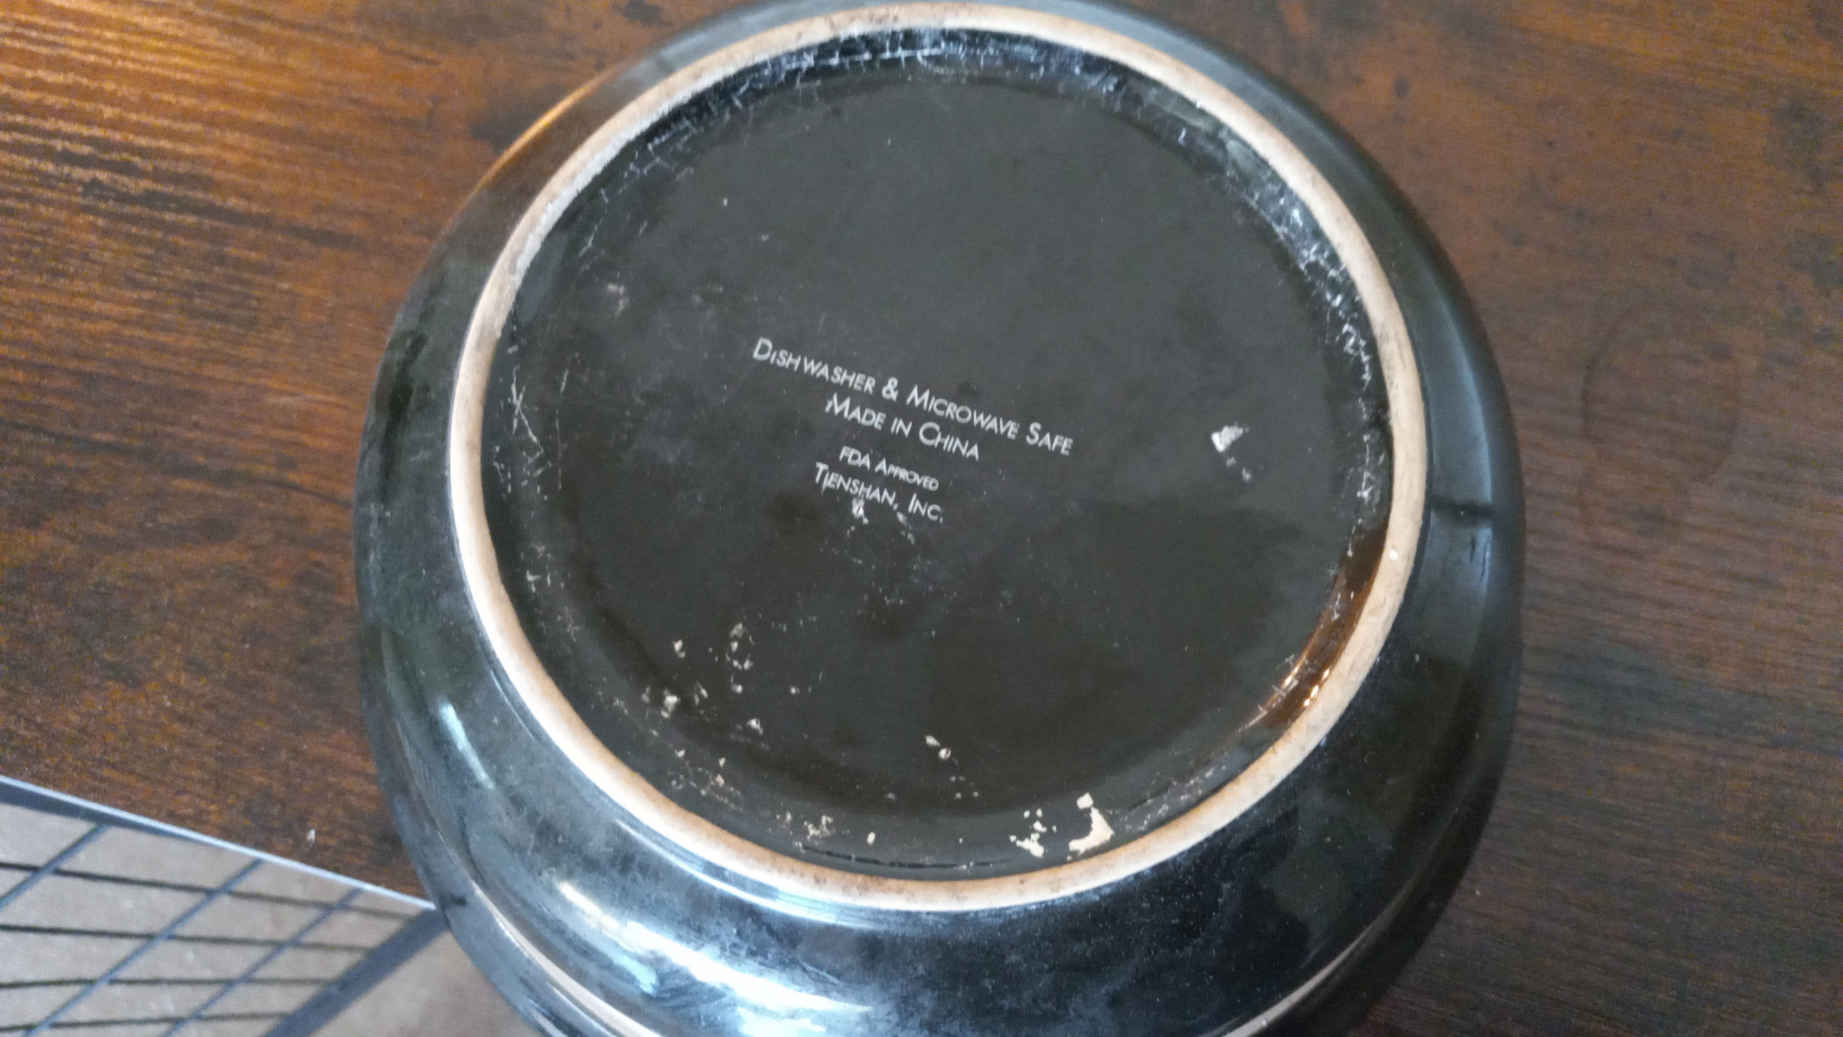 Dishwasher & Microwave Safe
Made in China
FDA Approved
Tienshan, Inc.